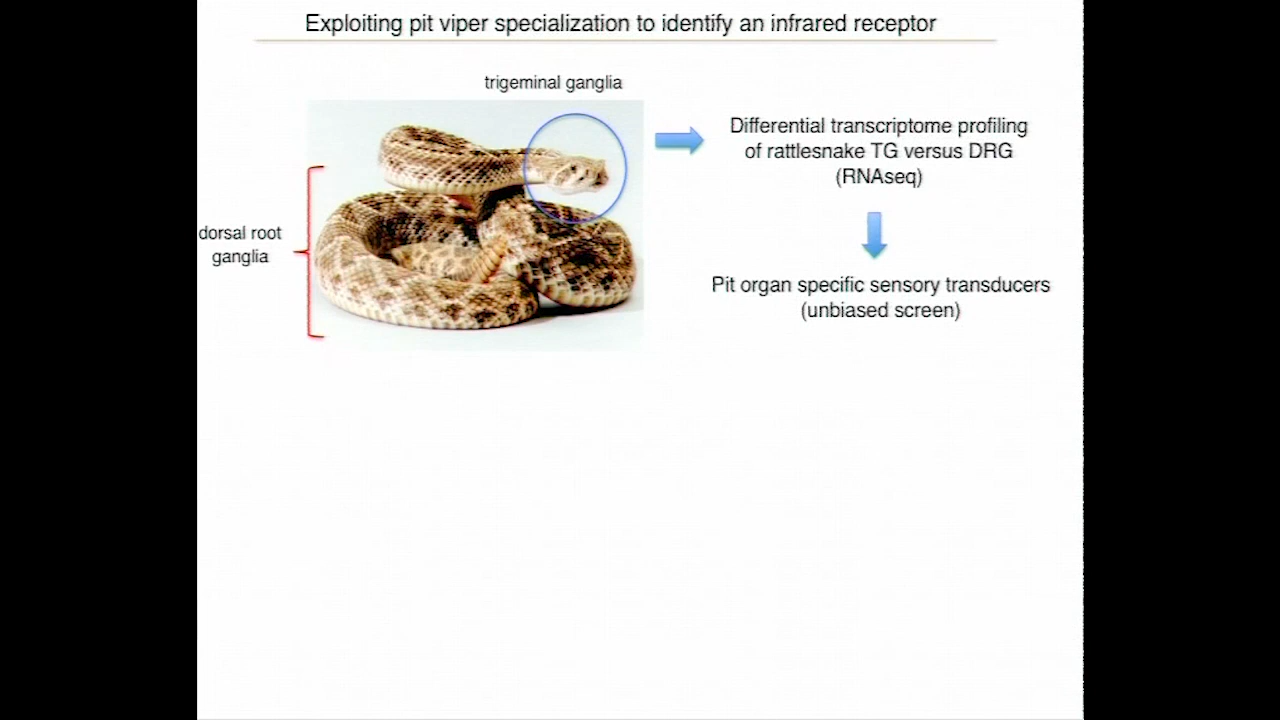 Exploiting pit viper specialization to identify an infrared receptor
trigeminal ganglia
dorsal root
ganglia
Differential transcriptome profiling
of rattlesnake TG versus DRG
(RNAseq)
Pit organ specific sensory transducers
(unbiased screen)